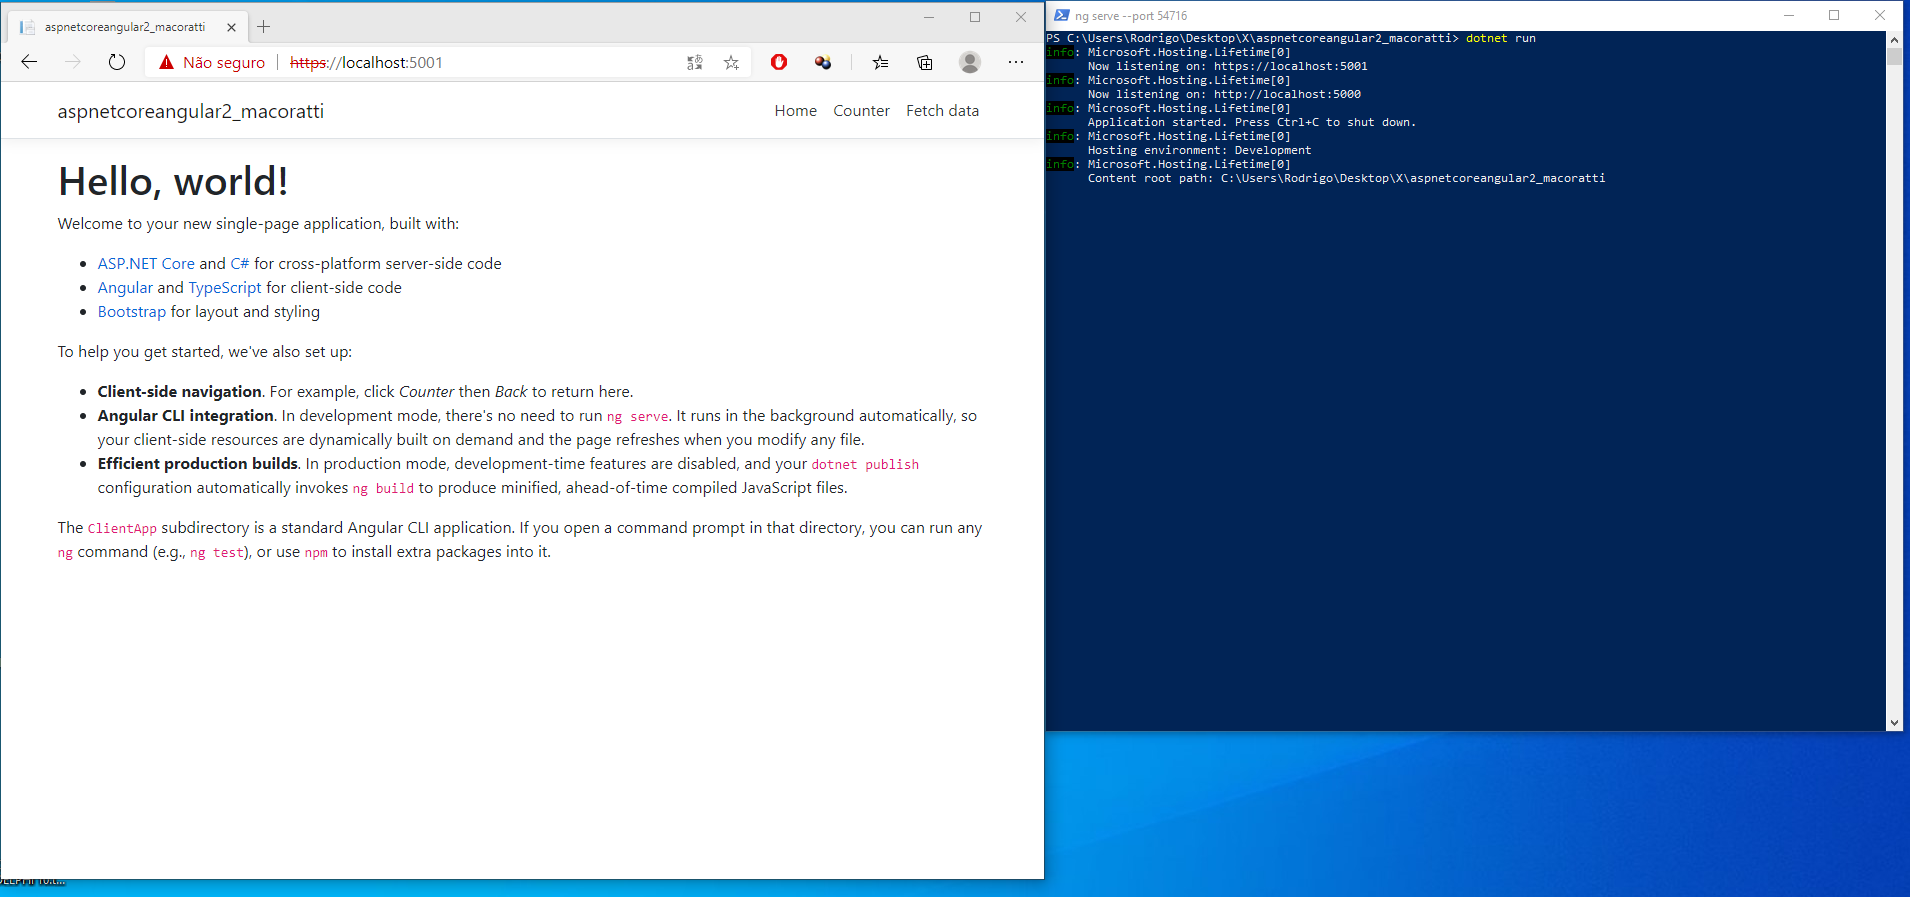 aspnetcoreangular2_macoratti
Não seguro
https://localhost:5001
aspnetcoreangular2_macoratti
Home Counter Fetch data
Hello, world!
Welcome to your new single-page application, built with:
ASP.NET Core and C# for cross-platform server-side code
Angular and TypeScript for client-side code
Bootstrap for layout and styling
To help you get started, we've also set up:
Client-side navigation. For example, click Counter then Back to return here.
Angular CLI integration. In development mode, there's no need to run ng serve. It runs in the background automatically, so
your client-side resources are dynamically built on demand and the page refreshes when you modify any file.
Efficient production builds. In production mode, development-time features are disabled, and your dotnet publish
configuration automatically invokes ng build to produce minified, ahead-of-time compiled JavaScript files.
The ClientApp subdirectory is a standard Angular CLI application. If you open a command prompt in that directory, you can run any
ng command (e.g., ng test), or use npm to install extra packages into it.
ng serve --port 54716
PS C:\Users\Rodrigo\Desktop\X\aspnetcoreangular2_macoratti> dotnet run
info: Microsoft.Hosting.Lifetime[0]
Now listening on: https://localhost:5001
info: Microsoft.Hosting.Lifetime[0]
Now listening on: http://localhost:5000
info: Microsoft.Hosting.Lifetime[0]
Application started. Press Ctrl+C to shut down.
info: Microsoft.Hosting.Lifetime[0]
Hosting environment: Development
info: Microsoft.Hosting.Lifetime[0]
Content root path: C:\Users\Rodrigo\Desktop\X\aspnetcoreangular2_macoratti